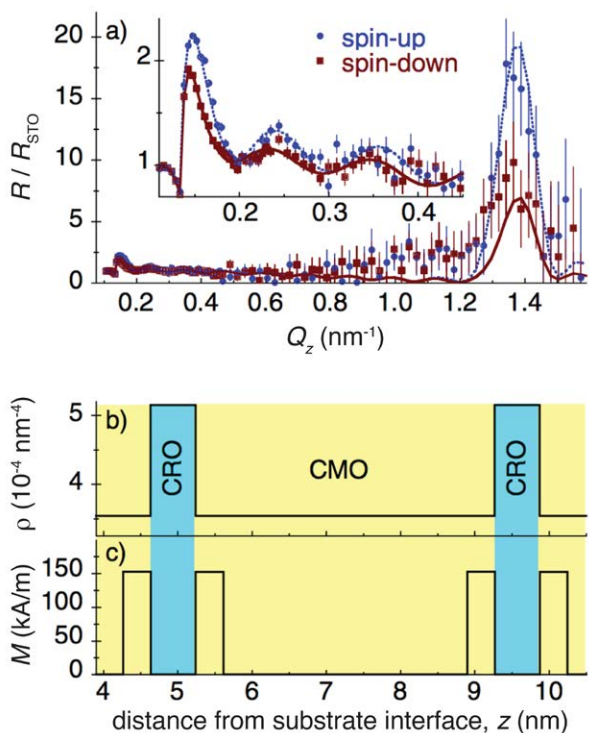 a)
spin-up
spin-down
R / R_STO
20
15
10
5
0
2
1
0.2 0.3 0.4
0.2 0.4 0.6 0.8 1.0 1.2 1.4
Q_z (nm⁻¹)
b)
ρ (10⁻⁴ nm⁻⁴)
5
4
CRO
CMO
CRO
c)
M (kA/m)
150
100
50
0
4 5 6 7 8 9 10
distance from substrate interface, z (nm)